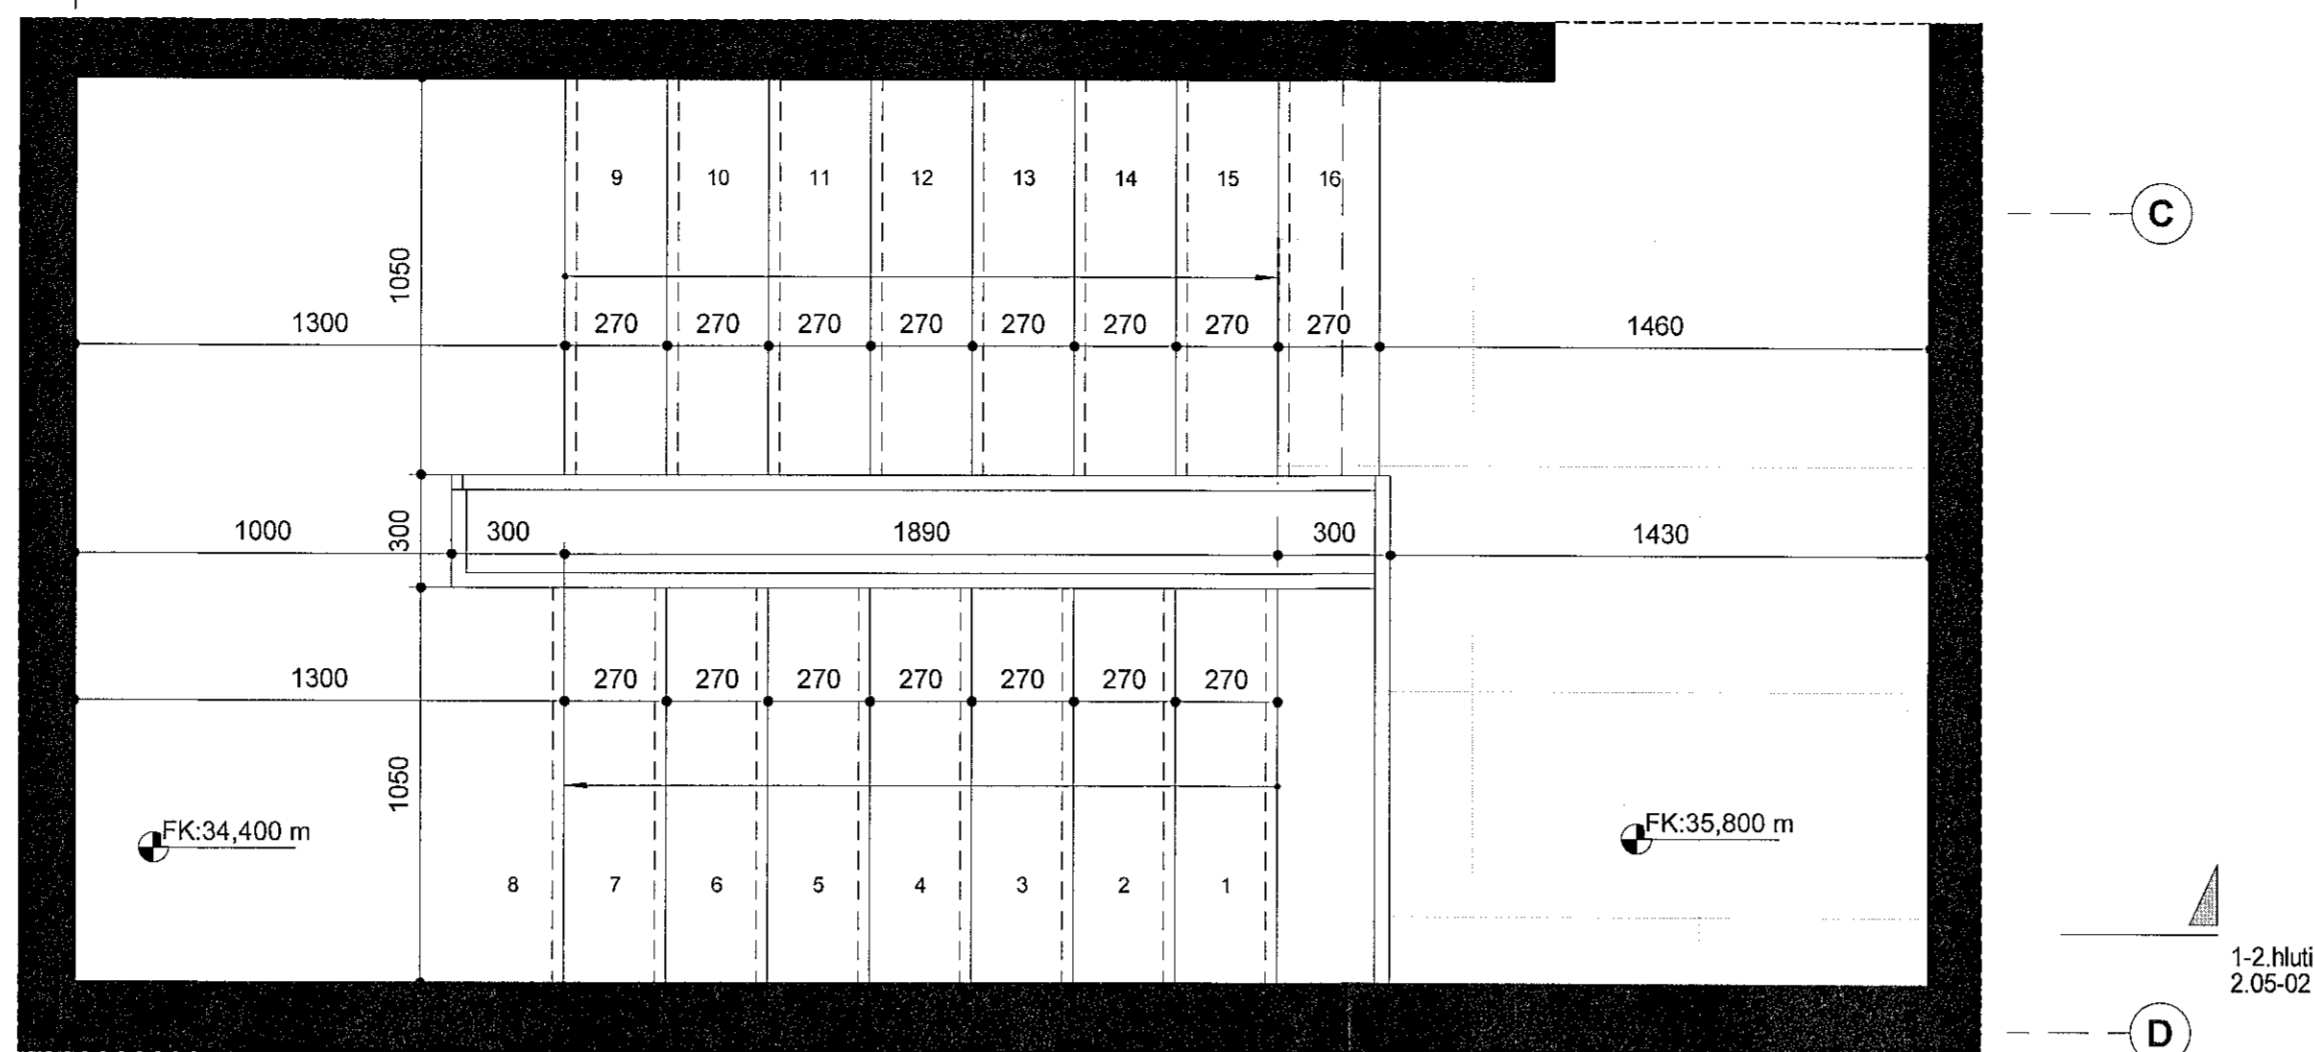 9 10 11 12 13 14 15 16
C
1050
1300 270 270 270 270 270 270 270 270 1460
1000 300 300 1890 300 1430
1300 270 270 270 270 270 270 270
1050
FK:34,400 m
FK:35,800 m
8 7 6 5 4 3 2 1
1-2.hluti
2.05-02
D